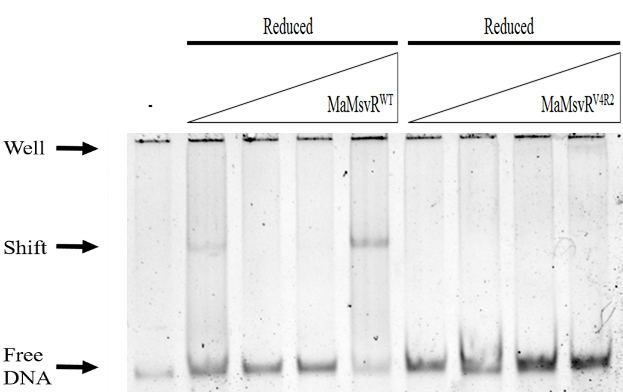 Reduced
Reduced
-
MaMsvRWT
MaMsvRV4R2
Well
Shift
Free
DNA